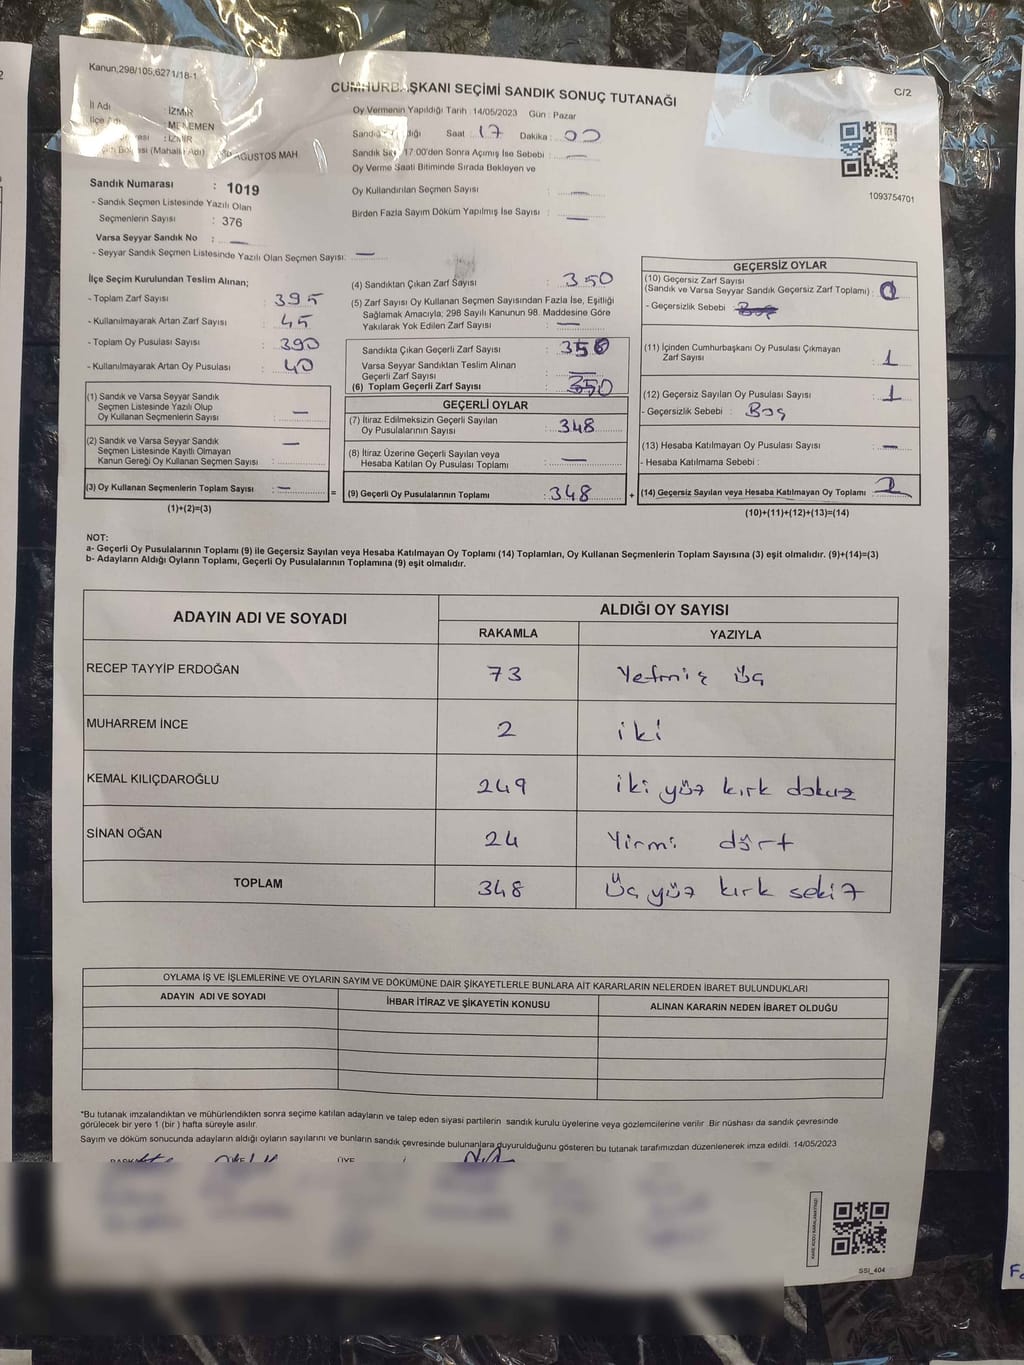 Kanun,298/105,6271/18-1
C/2
CUMHURB ŞKANI SEÇİMİ SANDIK SONUÇ TUTANAĞI
İl Adı : İZMİR
İlçe Adı : MENEMEN
: İZMİR
(Mahalle Adı) AĞUSTOS MAH
Oy Vermenin Yapıldığı Tarih : 14/05/2023 Gün : Pazar
Saat : 17 Dakika : 00
17:00'den Sonra Açımış İse Sebebi : —
Oy Verme Saati Bitiminde Sırada Bekleyen ve
Oy Kullandırılan Seçmen Sayısı : —
Birden Fazla Sayım Döküm Yapılmış İse Sayısı : —
1093754701
Sandık Numarası : 1019
- Sandık Seçmen Listesinde Yazılı Olan
Seçmenlerin Sayısı : 376
Varsa Seyyar Sandık No : —
- Seyyar Sandık Seçmen Listesinde Yazılı Olan Seçmen Sayısı: —
İlçe Seçim Kurulundan Teslim Alınan;
- Toplam Zarf Sayısı : 395
- Kullanılmayarak Artan Zarf Sayısı : 45
- Toplam Oy Pusulası Sayısı : 390
- Kullanılmayarak Artan Oy Pusulası : 40
(1) Sandık ve Varsa Seyyar Sandık
Seçmen Listesinde Yazılı Olup
Oy Kullanan Seçmenlerin Sayısı : —
(2) Sandık ve Varsa Seyyar Sandık
Seçmen Listesinde Kayıtlı Olmayan
Kanun Gereği Oy Kullanan Seçmen Sayısı : —
(3) Oy Kullanan Seçmenlerin Toplam Sayısı : —
(1)+(2)=(3)
=
(4) Sandıktan Çıkan Zarf Sayısı : 350
(5) Zarf Sayısı Oy Kullanan Seçmen Sayısından Fazla İse, Eşitliği
Sağlamak Amacıyla; 298 Sayılı Kanunun 98. Maddesine Göre
Yakılarak Yok Edilen Zarf Sayısı : —
Sandıkta Çıkan Geçerli Zarf Sayısı : 350
Varsa Seyyar Sandıktan Teslim Alınan
Geçerli Zarf Sayısı : —
(6) Toplam Geçerli Zarf Sayısı : 350
GEÇERLİ OYLAR
(7) İtiraz Edilmeksizin Geçerli Sayılan
Oy Pusulalarının Sayısı : 348
(8) İtiraz Üzerine Geçerli Sayılan veya
Hesaba Katılan Oy Pusulası Toplamı : —
(9) Geçerli Oy Pusulalarının Toplamı : 348
+
GEÇERSİZ OYLAR
(10) Geçersiz Zarf Sayısı
(Sandık ve Varsa Seyyar Sandık Geçersiz Zarf Toplamı) : 0
- Geçersizlik Sebebi :
(11) İçinden Cumhurbaşkanı Oy Pusulası Çıkmayan
Zarf Sayısı : 1
(12) Geçersiz Sayılan Oy Pusulası Sayısı : 1
- Geçersizlik Sebebi : Boş
(13) Hesaba Katılmayan Oy Pusulası Sayısı : —
- Hesaba Katılmama Sebebi :
(14) Geçersiz Sayılan veya Hesaba Katılmayan Oy Toplamı : 2
(10)+(11)+(12)+(13)=(14)
NOT:
a- Geçerli Oy Pusulalarının Toplamı (9) ile Geçersiz Sayılan veya Hesaba Katılmayan Oy Toplamı (14) Toplamları, Oy Kullanan Seçmenlerin Toplam Sayısına (3) eşit olmalıdır. (9)+(14)=(3)
b- Adayların Aldığı Oyların Toplamı, Geçerli Oy Pusulalarının Toplamına (9) eşit olmalıdır.
ADAYIN ADI VE SOYADI
ALDIĞI OY SAYISI
RAKAMLA YAZIYLA
RECEP TAYYİP ERDOĞAN 73 Yetmiş üç
MUHARREM İNCE 2 iki
KEMAL KILIÇDAROĞLU 249 iki yüz kırk dokuz
SİNAN OĞAN 24 Yirmi dört
TOPLAM 348 Üç yüz kırk sekiz
OYLAMA İŞ VE İŞLEMLERİNE VE OYLARIN SAYIM VE DÖKÜMÜNE DAİR ŞİKAYETLERLE BUNLARA AİT KARARLARIN NELERDEN İBARET BULUNDUKLARI
ADAYIN ADI VE SOYADI İHBAR İTİRAZ VE ŞİKAYETİN KONUSU ALINAN KARARIN NEDEN İBARET OLDUĞU
*Bu tutanak imzalandıktan ve mühürlendikten sonra seçime katılan adayların ve talep eden siyasi partilerin sandık kurulu üyelerine veya gözlemcilerine verilir. Bir nüshası da sandık çevresinde
görülecek bir yere 1 (bir ) hafta süreyle asılır.
Sayım ve döküm sonucunda adayların aldığı oyların sayılarını ve bunların sandık çevresinde bulunanlara duyurulduğunu gösteren bu tutanak tarafımızdan düzenlenerek imza edildi. 14/05/2023
ÜYE
SSI_404